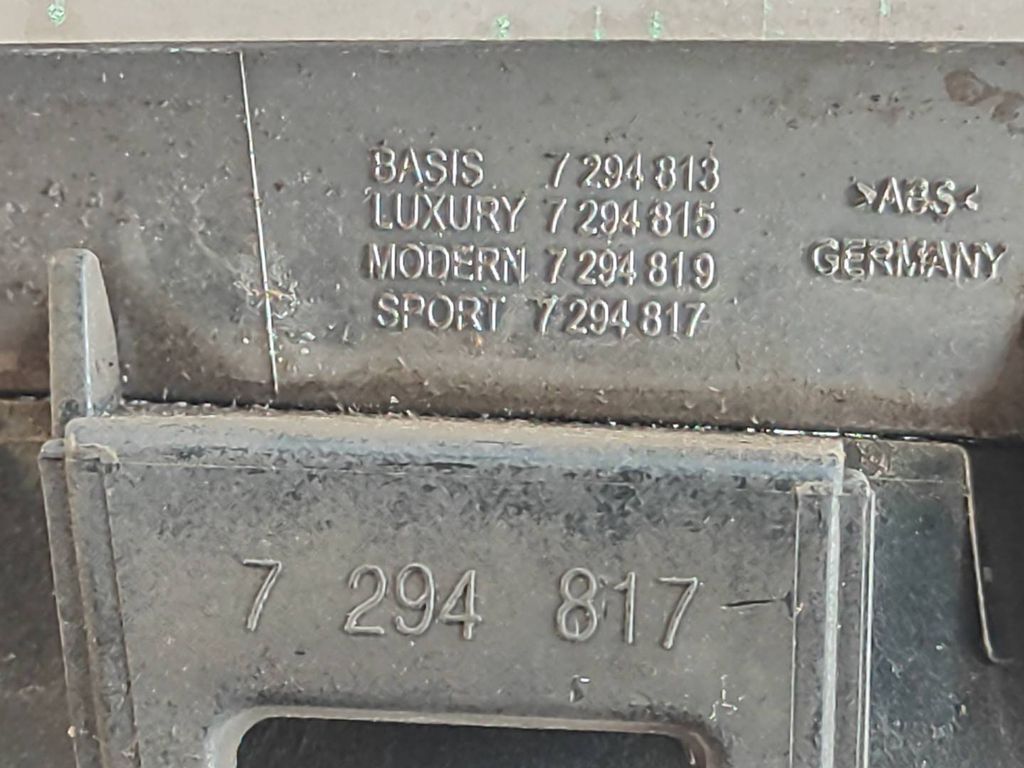 BASIS 7 294 813
LUXURY 7 294 815
MODERN 7 294 819
SPORT 7 294 817
>ABS<
GERMANY
7 294 817